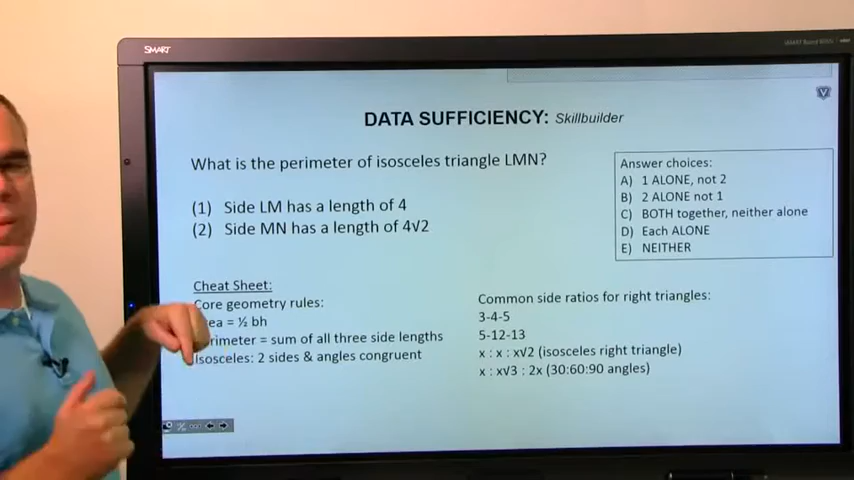 SMART
DATA SUFFICIENCY: Skillbuilder
What is the perimeter of isosceles triangle LMN?
(1) Side LM has a length of 4
(2) Side MN has a length of 4√2
Answer choices:
A) 1 ALONE, not 2
B) 2 ALONE not 1
C) BOTH together, neither alone
D) Each ALONE
E) NEITHER
Cheat Sheet:
Core geometry rules:
= ½ bh
= sum of all three side lengths
Isosceles: 2 sides & angles congruent
Common side ratios for right triangles:
3-4-5
5-12-13
x : x : x√2 (isosceles right triangle)
x : x√3 : 2x (30:60:90 angles)